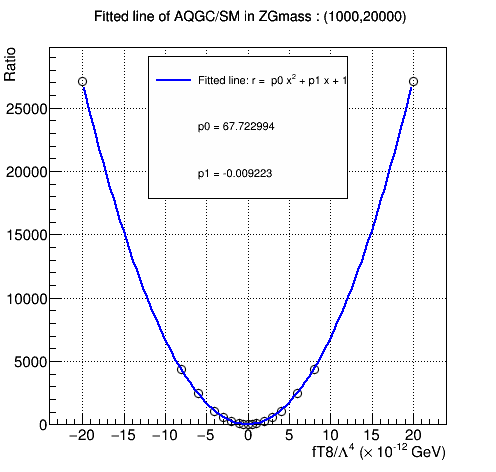 Fitted line of AQGC/SM in ZGmass : (1000,20000)
Ratio
Fitted line: r = p0 x² + p1 x + 1
p0 = 67.722994
p1 = -0.009223
25000
20000
15000
10000
5000
0
−20 −15 −10 −5 0 5 10 15 20
fT8/Λ⁴ (× 10⁻¹² GeV)